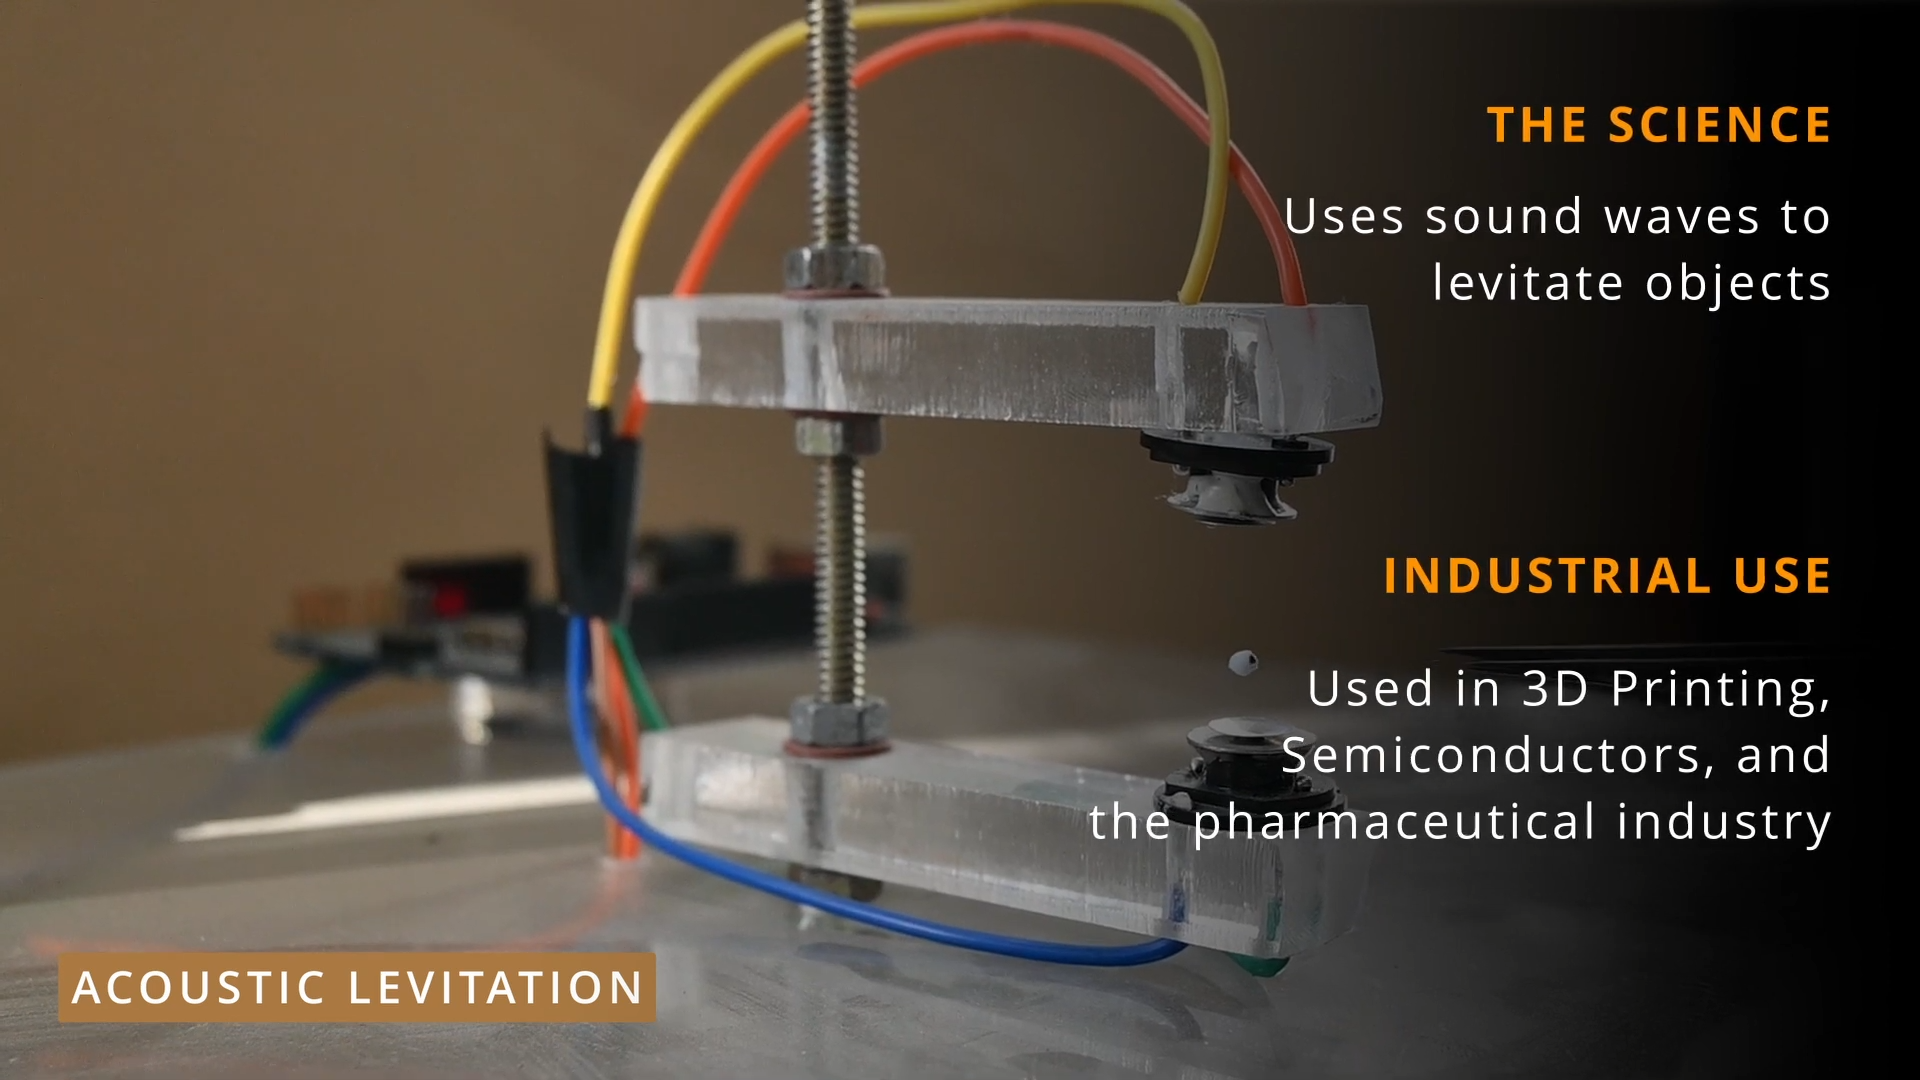 THE SCIENCE
Uses sound waves to
levitate objects
INDUSTRIAL USE
Used in 3D Printing,
Semiconductors, and
the pharmaceutical industry
ACOUSTIC LEVITATION